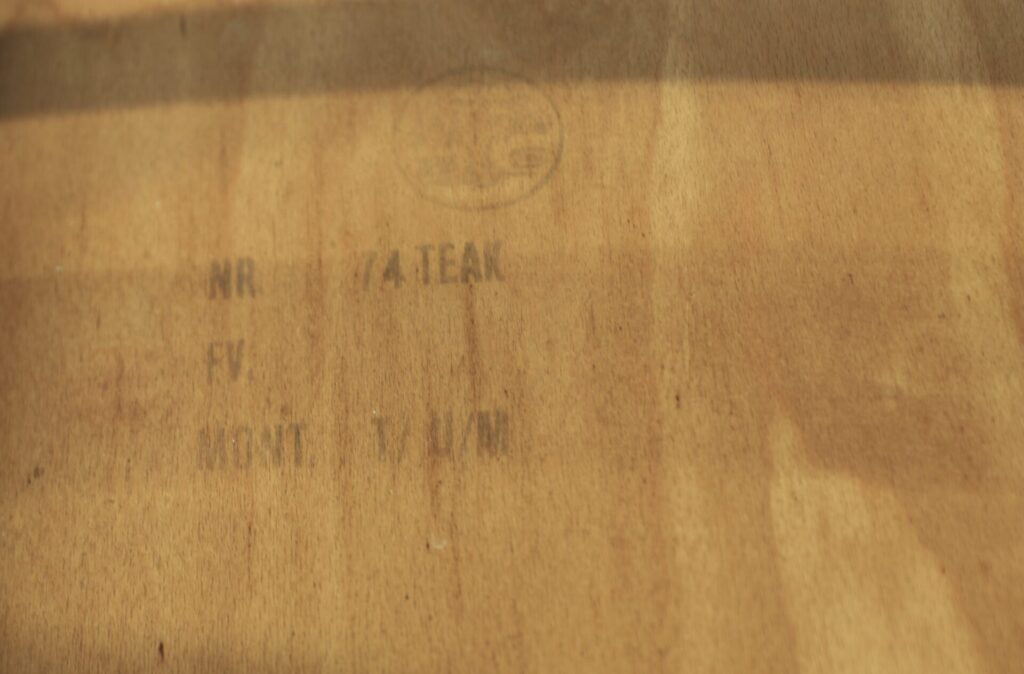 NR. 74 TEAK
FV.
MONT. T/ U/M